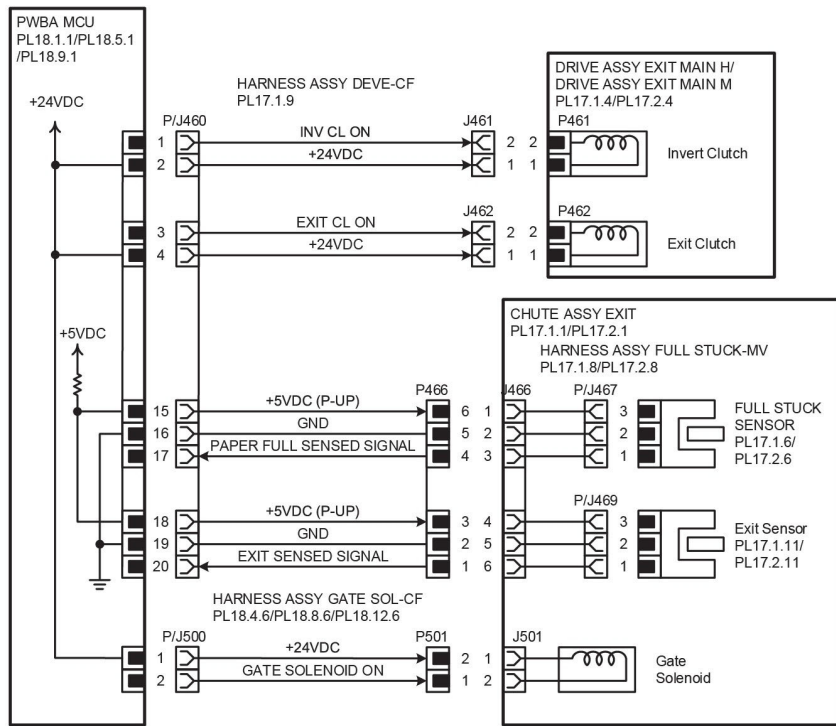 PWBA MCU
PL18.1.1/PL18.5.1
/PL18.9.1
+24VDC
P/J460
HARNESS ASSY DEVE-CF
PL17.1.9
J461
DRIVE ASSY EXIT MAIN H/
DRIVE ASSY EXIT MAIN M
PL17.1.4/PL17.2.4
P461
1 INV CL ON 2 2
2 +24VDC 1 1
Invert Clutch
J462 P462
3 EXIT CL ON 2 2
4 +24VDC 1 1
Exit Clutch
+5VDC
CHUTE ASSY EXIT
PL17.1.1/PL17.2.1
HARNESS ASSY FULL STUCK-MV
PL17.1.8/PL17.2.8
P466 J466 P/J467
15 +5VDC (P-UP) 6 1 3
16 GND 5 2 2
17 PAPER FULL SENSED SIGNAL 4 3 1
FULL STUCK
SENSOR
PL17.1.6/
PL17.2.6
P/J469
18 +5VDC (P-UP) 3 4 3
19 GND 2 5 2
20 EXIT SENSED SIGNAL 1 6 1
Exit Sensor
PL17.1.11/
PL17.2.11
HARNESS ASSY GATE SOL-CF
PL18.4.6/PL18.8.6/PL18.12.6
P/J500 P501 J501
1 +24VDC 2 1
2 GATE SOLENOID ON 1 2
Gate
Solenoid